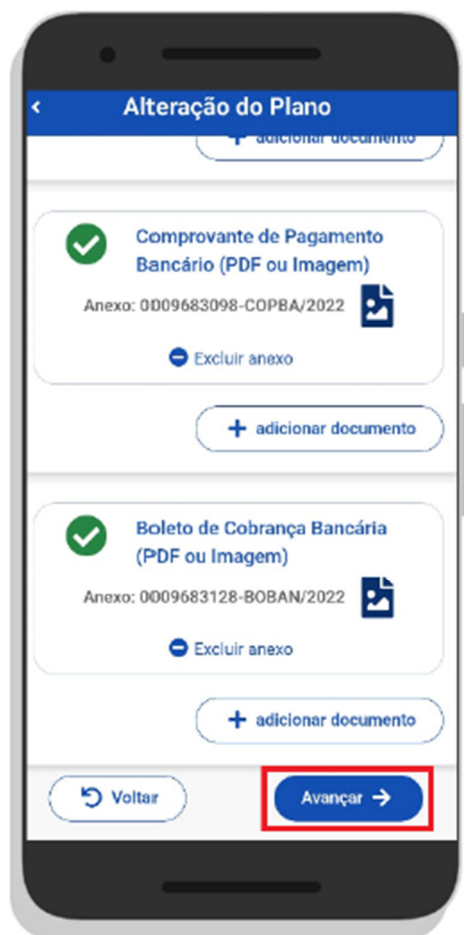 Alteração do Plano
adicionar documento
Comprovante de Pagamento
Bancário (PDF ou Imagem)
Anexo: 0009683098-COPBA/2022
Excluir anexo
adicionar documento
Boleto de Cobrança Bancária
(PDF ou Imagem)
Anexo: 0009683128-BOBAN/2022
Excluir anexo
adicionar documento
Voltar
Avançar